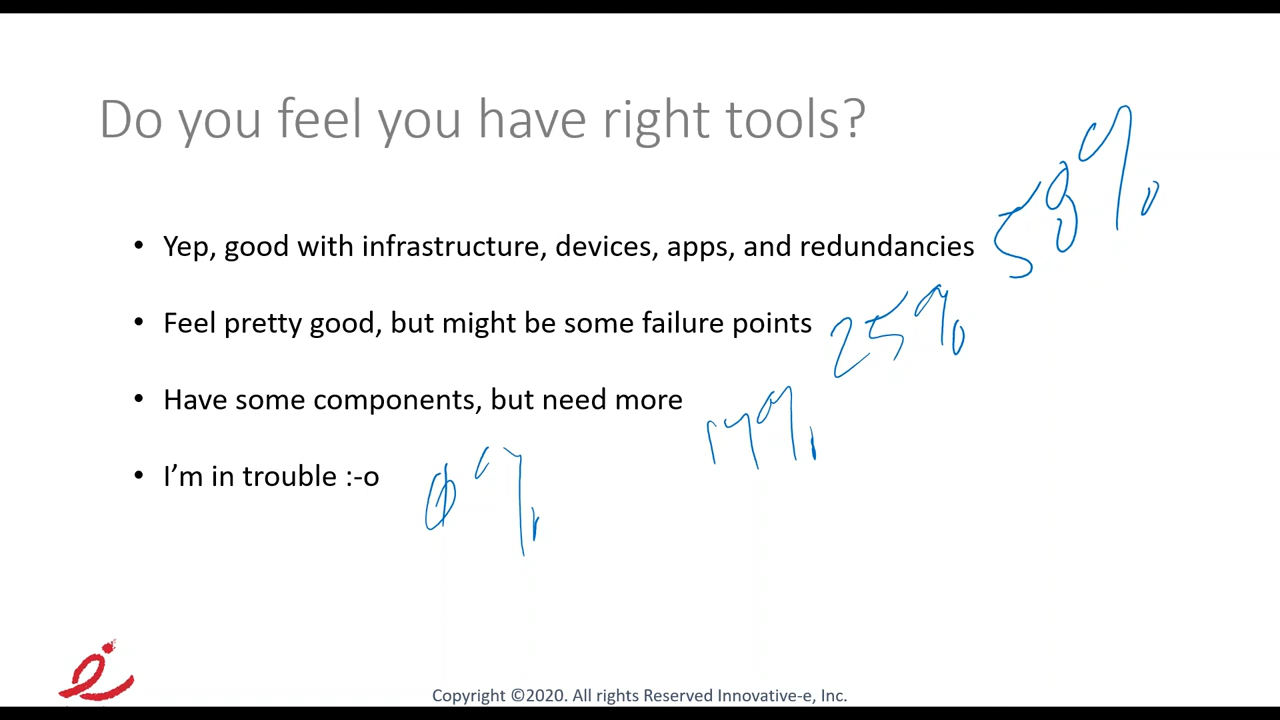 Do you feel you have right tools?
• Yep, good with infrastructure, devices, apps, and redundancies 58%
• Feel pretty good, but might be some failure points 25%
• Have some components, but need more 17%
• I’m in trouble :-o 0%
Copyright ©2020. All rights Reserved Innovative-e, Inc.